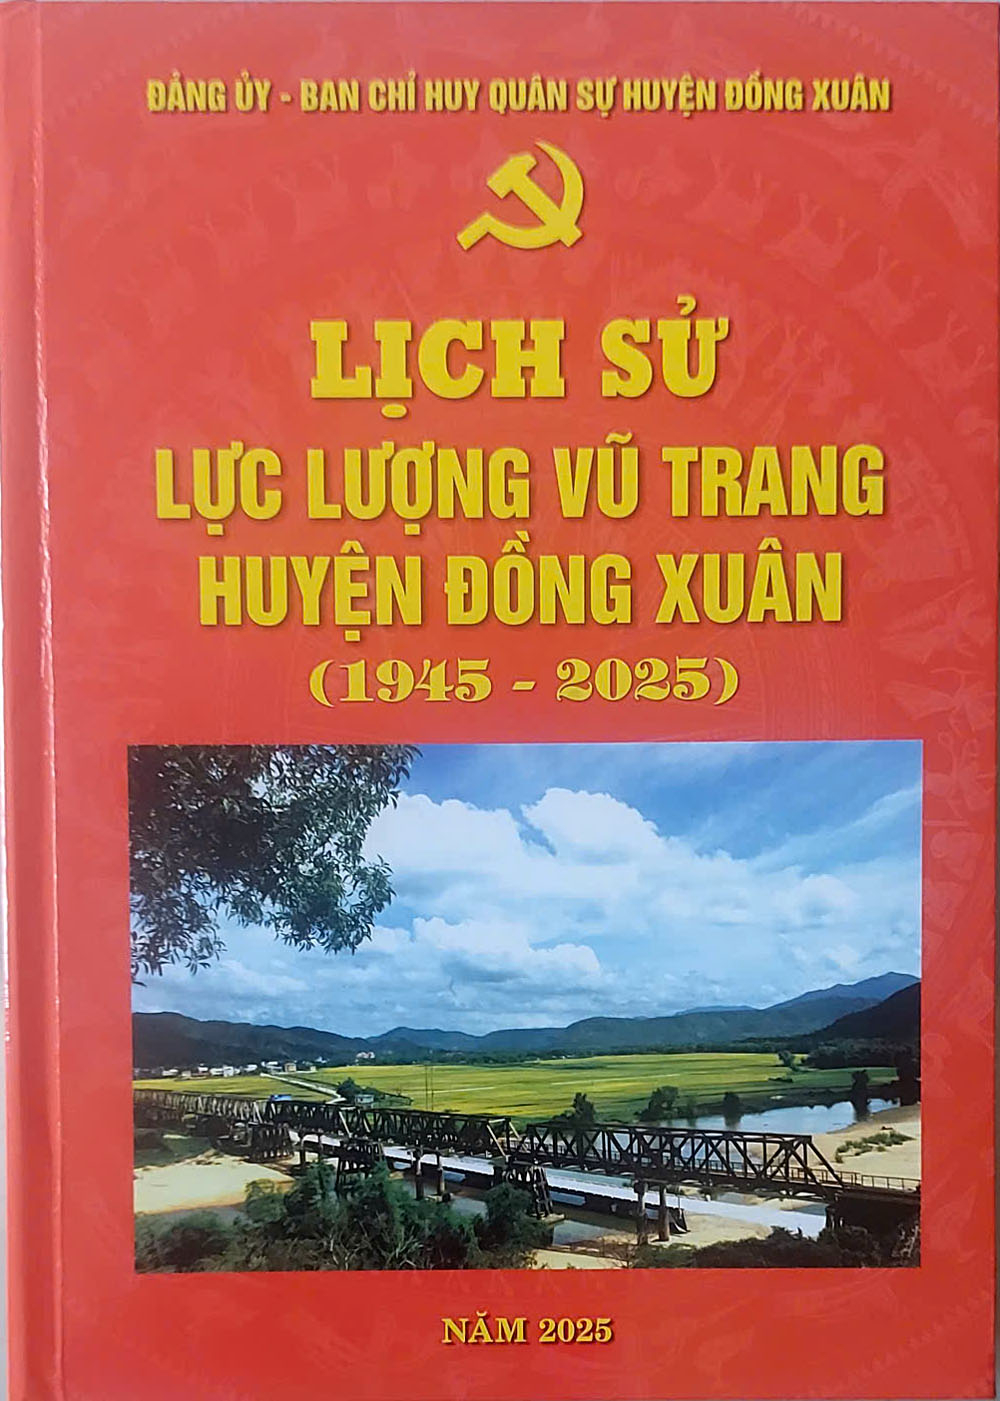 ĐẢNG ỦY - BAN CHỈ HUY QUÂN SỰ HUYỆN ĐỒNG XUÂN
LỊCH SỬ
LỰC LƯỢNG VŨ TRANG
HUYỆN ĐỒNG XUÂN
(1945 - 2025)
NĂM 2025